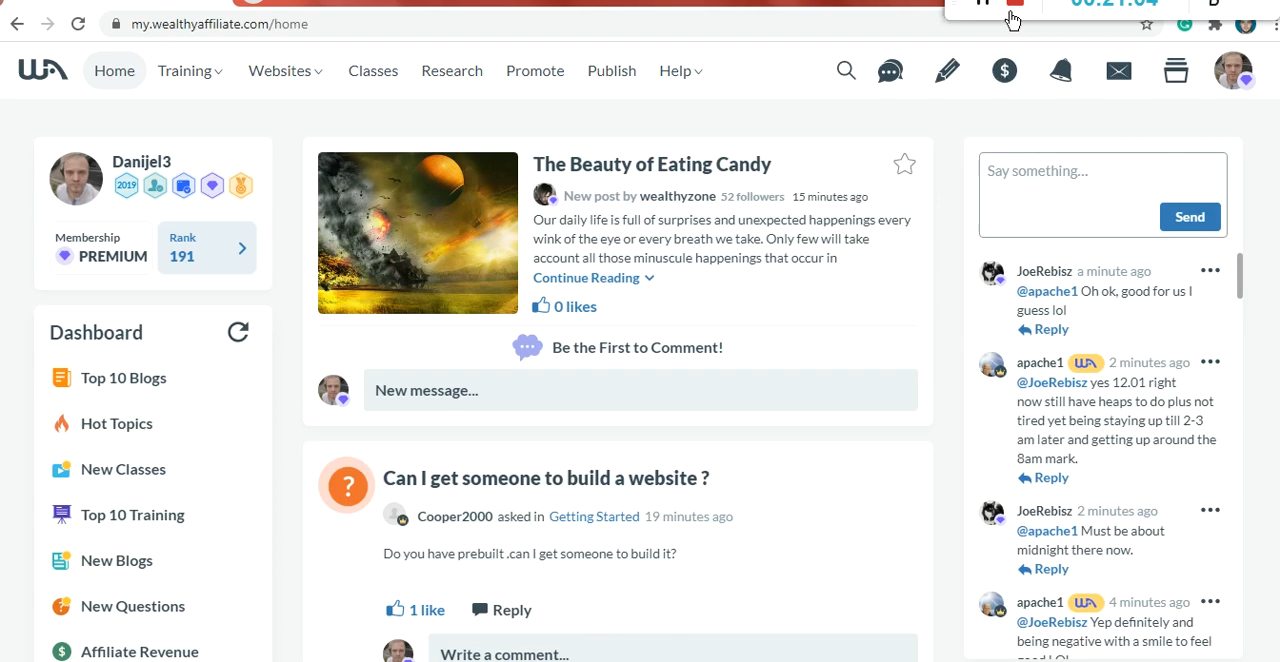 00:21:04
my.wealthyaffiliate.com/home
WA Home Training Websites Classes Research Promote Publish Help $
Danijel3
2019
Membership
PREMIUM
Rank
191
Dashboard
Top 10 Blogs
Hot Topics
New Classes
Top 10 Training
New Blogs
New Questions
Affiliate Revenue
The Beauty of Eating Candy
New post by wealthyzone 52 followers 15 minutes ago
Our daily life is full of surprises and unexpected happenings every
wink of the eye or every breath we take. Only few will take
account all those minuscule happenings that occur in
Continue Reading
0 likes
Be the First to Comment!
New message...
?
Can I get someone to build a website ?
Cooper2000 asked in Getting Started 19 minutes ago
Do you have prebuilt .can I get someone to build it?
1 like Reply
Write a comment...
Say something...
Send
JoeRebisz a minute ago
@apache1 Oh ok, good for us I
guess lol
Reply
apache1 WA 2 minutes ago
@JoeRebisz yes 12.01 right
now still have heaps to do plus not
tired yet being staying up till 2-3
am later and getting up around the
8am mark.
Reply
JoeRebisz 2 minutes ago
@apache1 Must be about
midnight there now.
Reply
apache1 WA 4 minutes ago
@JoeRebisz Yep definitely and
being negative with a smile to feel
good LOL